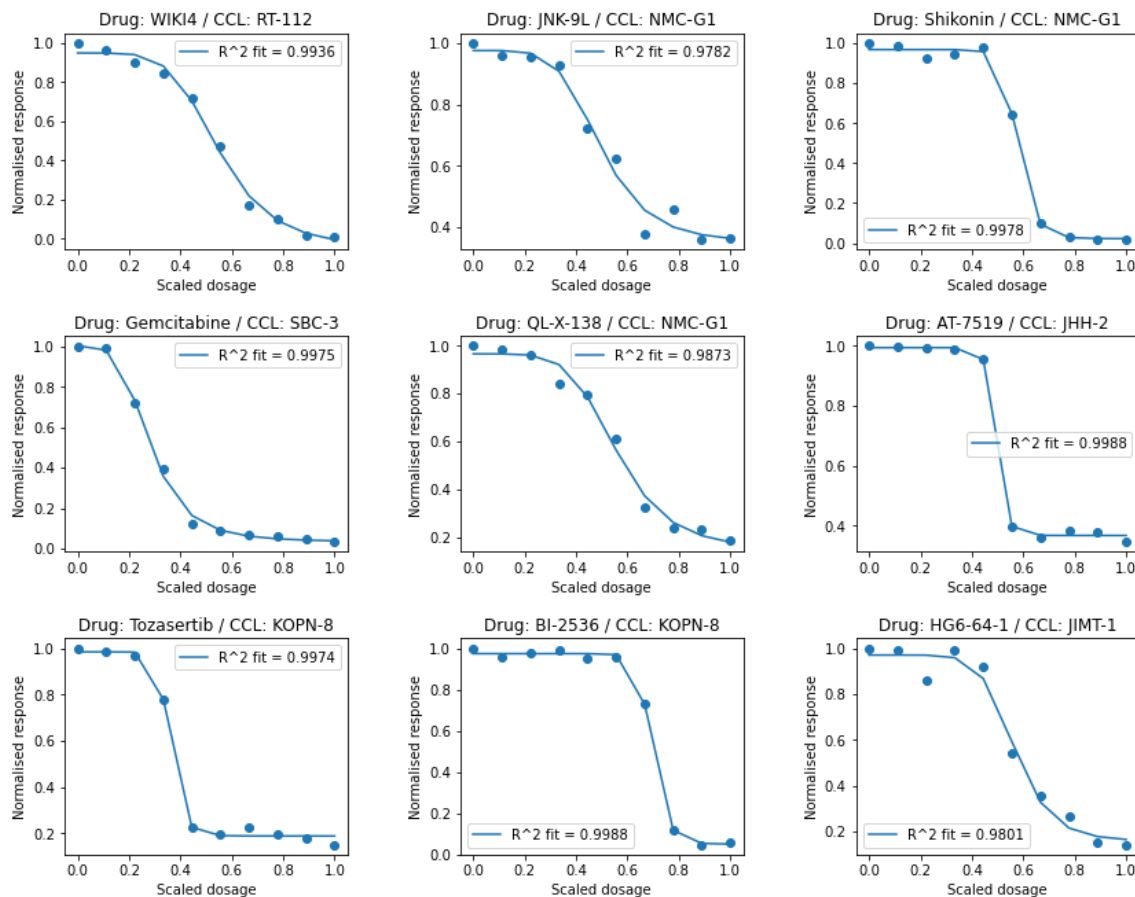 Drug: WIKI4 / CCL: RT-112
1.0
0.8
0.6
0.4
0.2
0.0
Normalised response
R^2 fit = 0.9936
0.0 0.2 0.4 0.6 0.8 1.0
Scaled dosage
Drug: JNK-9L / CCL: NMC-G1
1.0
0.8
0.6
0.4
Normalised response
R^2 fit = 0.9782
0.0 0.2 0.4 0.6 0.8 1.0
Scaled dosage
Drug: Shikonin / CCL: NMC-G1
1.0
0.8
0.6
0.4
0.2
0.0
Normalised response
R^2 fit = 0.9978
0.0 0.2 0.4 0.6 0.8 1.0
Scaled dosage
Drug: Gemcitabine / CCL: SBC-3
1.0
0.8
0.6
0.4
0.2
0.0
Normalised response
R^2 fit = 0.9975
0.0 0.2 0.4 0.6 0.8 1.0
Scaled dosage
Drug: QL-X-138 / CCL: NMC-G1
1.0
0.8
0.6
0.4
0.2
Normalised response
R^2 fit = 0.9873
0.0 0.2 0.4 0.6 0.8 1.0
Scaled dosage
Drug: AT-7519 / CCL: JHH-2
1.0
0.8
0.6
0.4
Normalised response
R^2 fit = 0.9988
0.0 0.2 0.4 0.6 0.8 1.0
Scaled dosage
Drug: Tozasertib / CCL: KOPN-8
1.0
0.8
0.6
0.4
0.2
Normalised response
R^2 fit = 0.9974
0.0 0.2 0.4 0.6 0.8 1.0
Scaled dosage
Drug: BI-2536 / CCL: KOPN-8
1.0
0.8
0.6
0.4
0.2
0.0
Normalised response
R^2 fit = 0.9988
0.0 0.2 0.4 0.6 0.8 1.0
Scaled dosage
Drug: HG6-64-1 / CCL: JIMT-1
1.0
0.8
0.6
0.4
0.2
Normalised response
R^2 fit = 0.9801
0.0 0.2 0.4 0.6 0.8 1.0
Scaled dosage